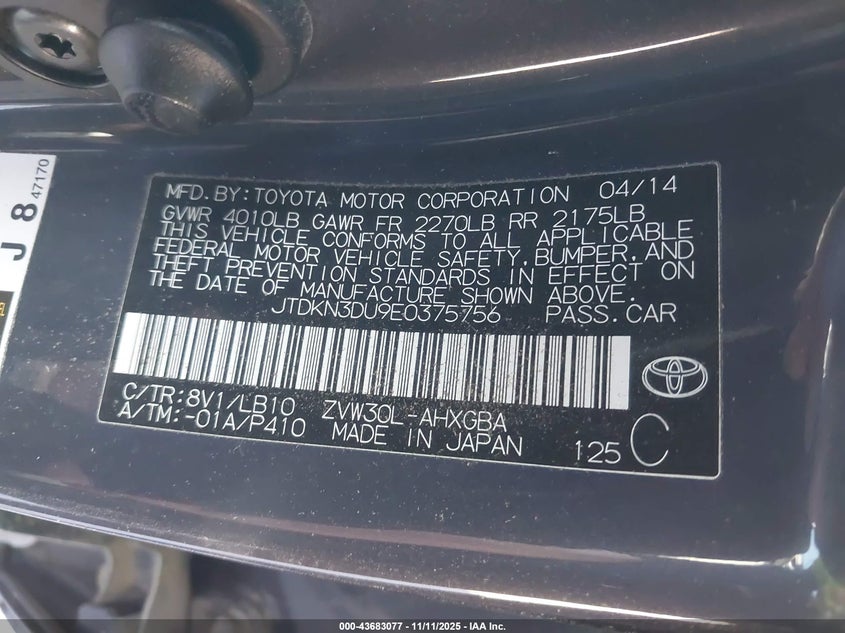 J 8 47170
MFD. BY: TOYOTA MOTOR CORPORATION 04/14
GVWR 4010LB GAWR FR 2270LB RR 2175LB
THIS VEHICLE CONFORMS TO ALL APPLICABLE
FEDERAL MOTOR VEHICLE SAFETY, BUMPER, AND
THEFT PREVENTION STANDARDS IN EFFECT ON
THE DATE OF MANUFACTURE SHOWN ABOVE.
JTDKN3DU9E0375756 PASS. CAR
C/TR: 8V1/LB10 ZVW30L-AHXGBA
A/TM: -01A/P410 MADE IN JAPAN 125 C
000-43683077 - 11/11/2025 - IAA Inc.